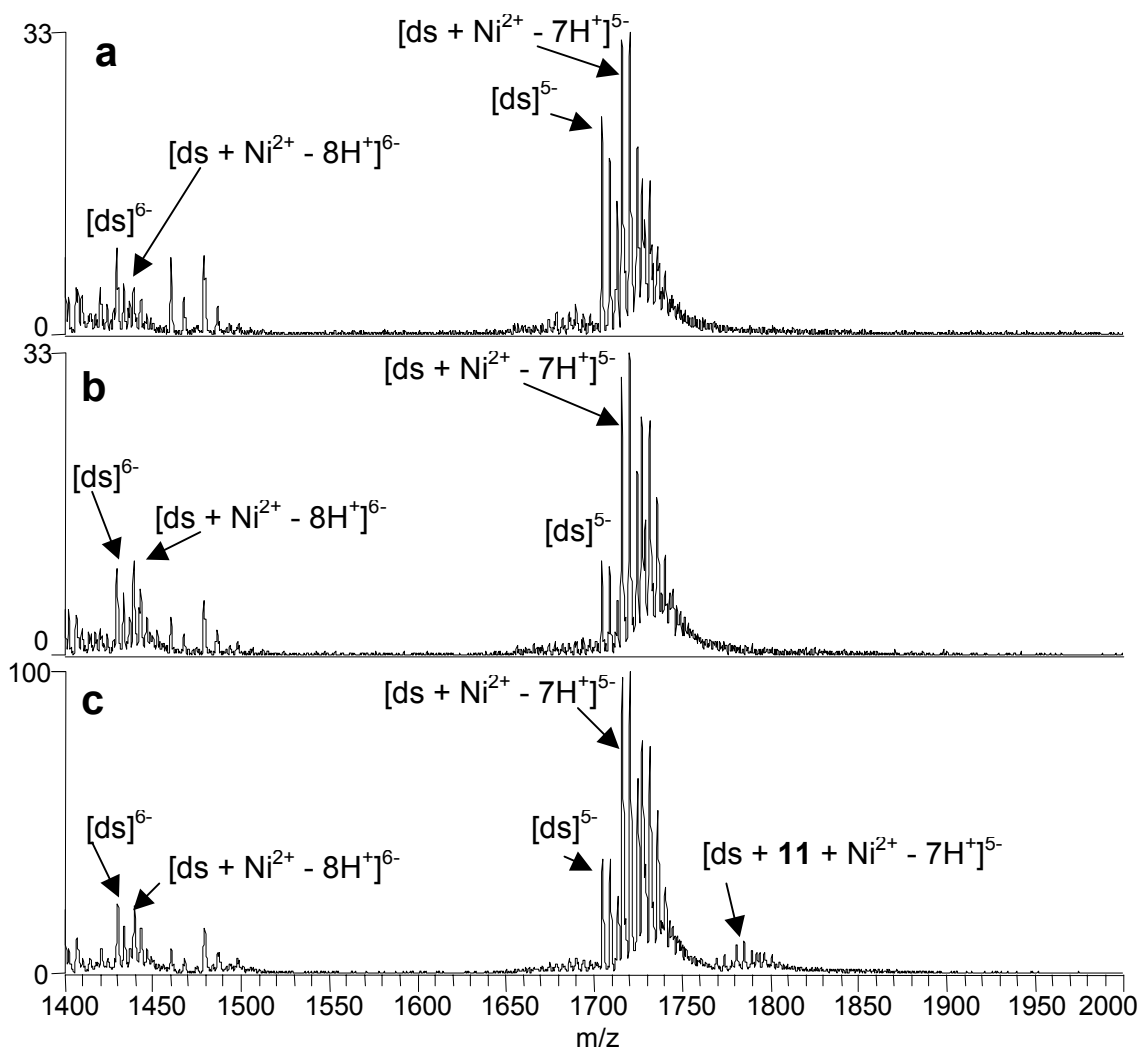 33
a
[ds + Ni²⁺ - 7H⁺]⁵⁻
[ds]⁵⁻
[ds + Ni²⁺ - 8H⁺]⁶⁻
[ds]⁶⁻
0
33
b
[ds + Ni²⁺ - 7H⁺]⁵⁻
[ds]⁶⁻
[ds + Ni²⁺ - 8H⁺]⁶⁻
[ds]⁵⁻
0
100
c
[ds + Ni²⁺ - 7H⁺]⁵⁻
[ds]⁶⁻
[ds]⁵⁻
[ds + Ni²⁺ - 8H⁺]⁶⁻
[ds + 11 + Ni²⁺ - 7H⁺]⁵⁻
0
1400 1450 1500 1550 1600 1650 1700 1750 1800 1850 1900 1950 2000
m/z